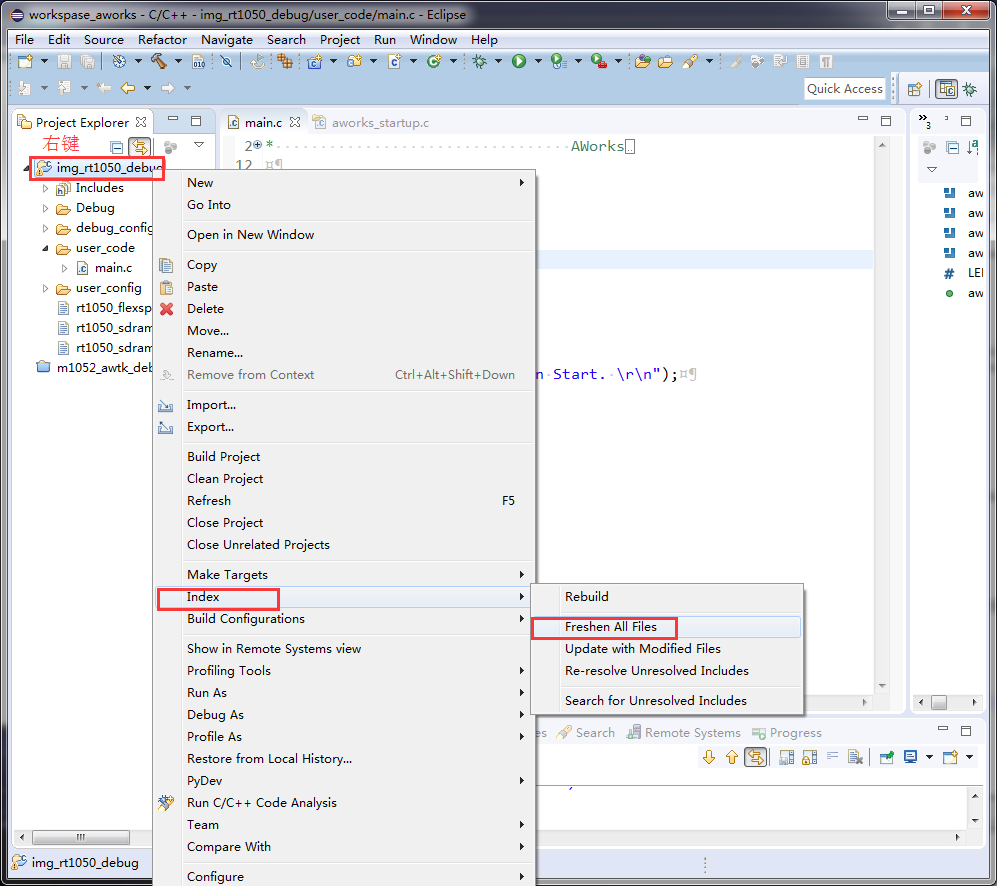 workspase_aworks - C/C++ - img_rt1050_debug/user_code/main.c - Eclipse
File Edit Source Refactor Navigate Search Project Run Window Help
Quick Access
Project Explorer
右键
img_rt1050_debug
Includes
Debug
debug_config
user_code
main.c
user_config
rt1050_flexsp
rt1050_sdram
rt1050_sdram
m1052_awtk_deb
main.c
aworks_startup.c
2 * AWorks
12
n Start. \r\n");
3
aw
aw
aw
aw
LE
aw
New
Go Into
Open in New Window
Copy
Paste
Delete
Move...
Rename...
Remove from Context Ctrl+Alt+Shift+Down
Import...
Export...
Build Project
Clean Project
Refresh F5
Close Project
Close Unrelated Projects
Make Targets
Index
Build Configurations
Show in Remote Systems view
Profiling Tools
Run As
Debug As
Profile As
Restore from Local History...
PyDev
Run C/C++ Code Analysis
Team
Compare With
Configure
Rebuild
Freshen All Files
Update with Modified Files
Re-resolve Unresolved Includes
Search for Unresolved Includes
es Search Remote Systems Progress
img_rt1050_debug